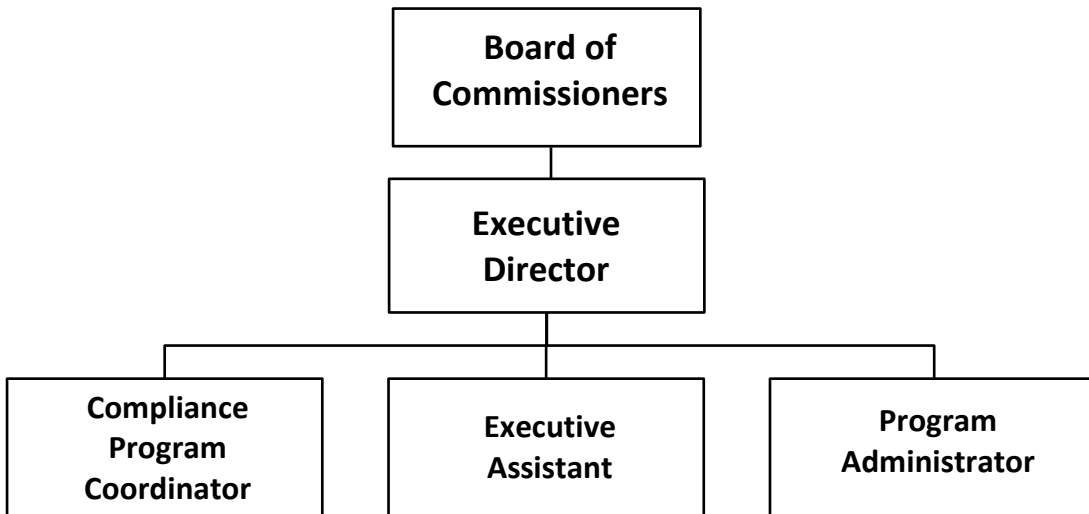 Board of
Commissioners
Executive
Director
Compliance
Program
Coordinator
Executive
Assistant
Program
Administrator